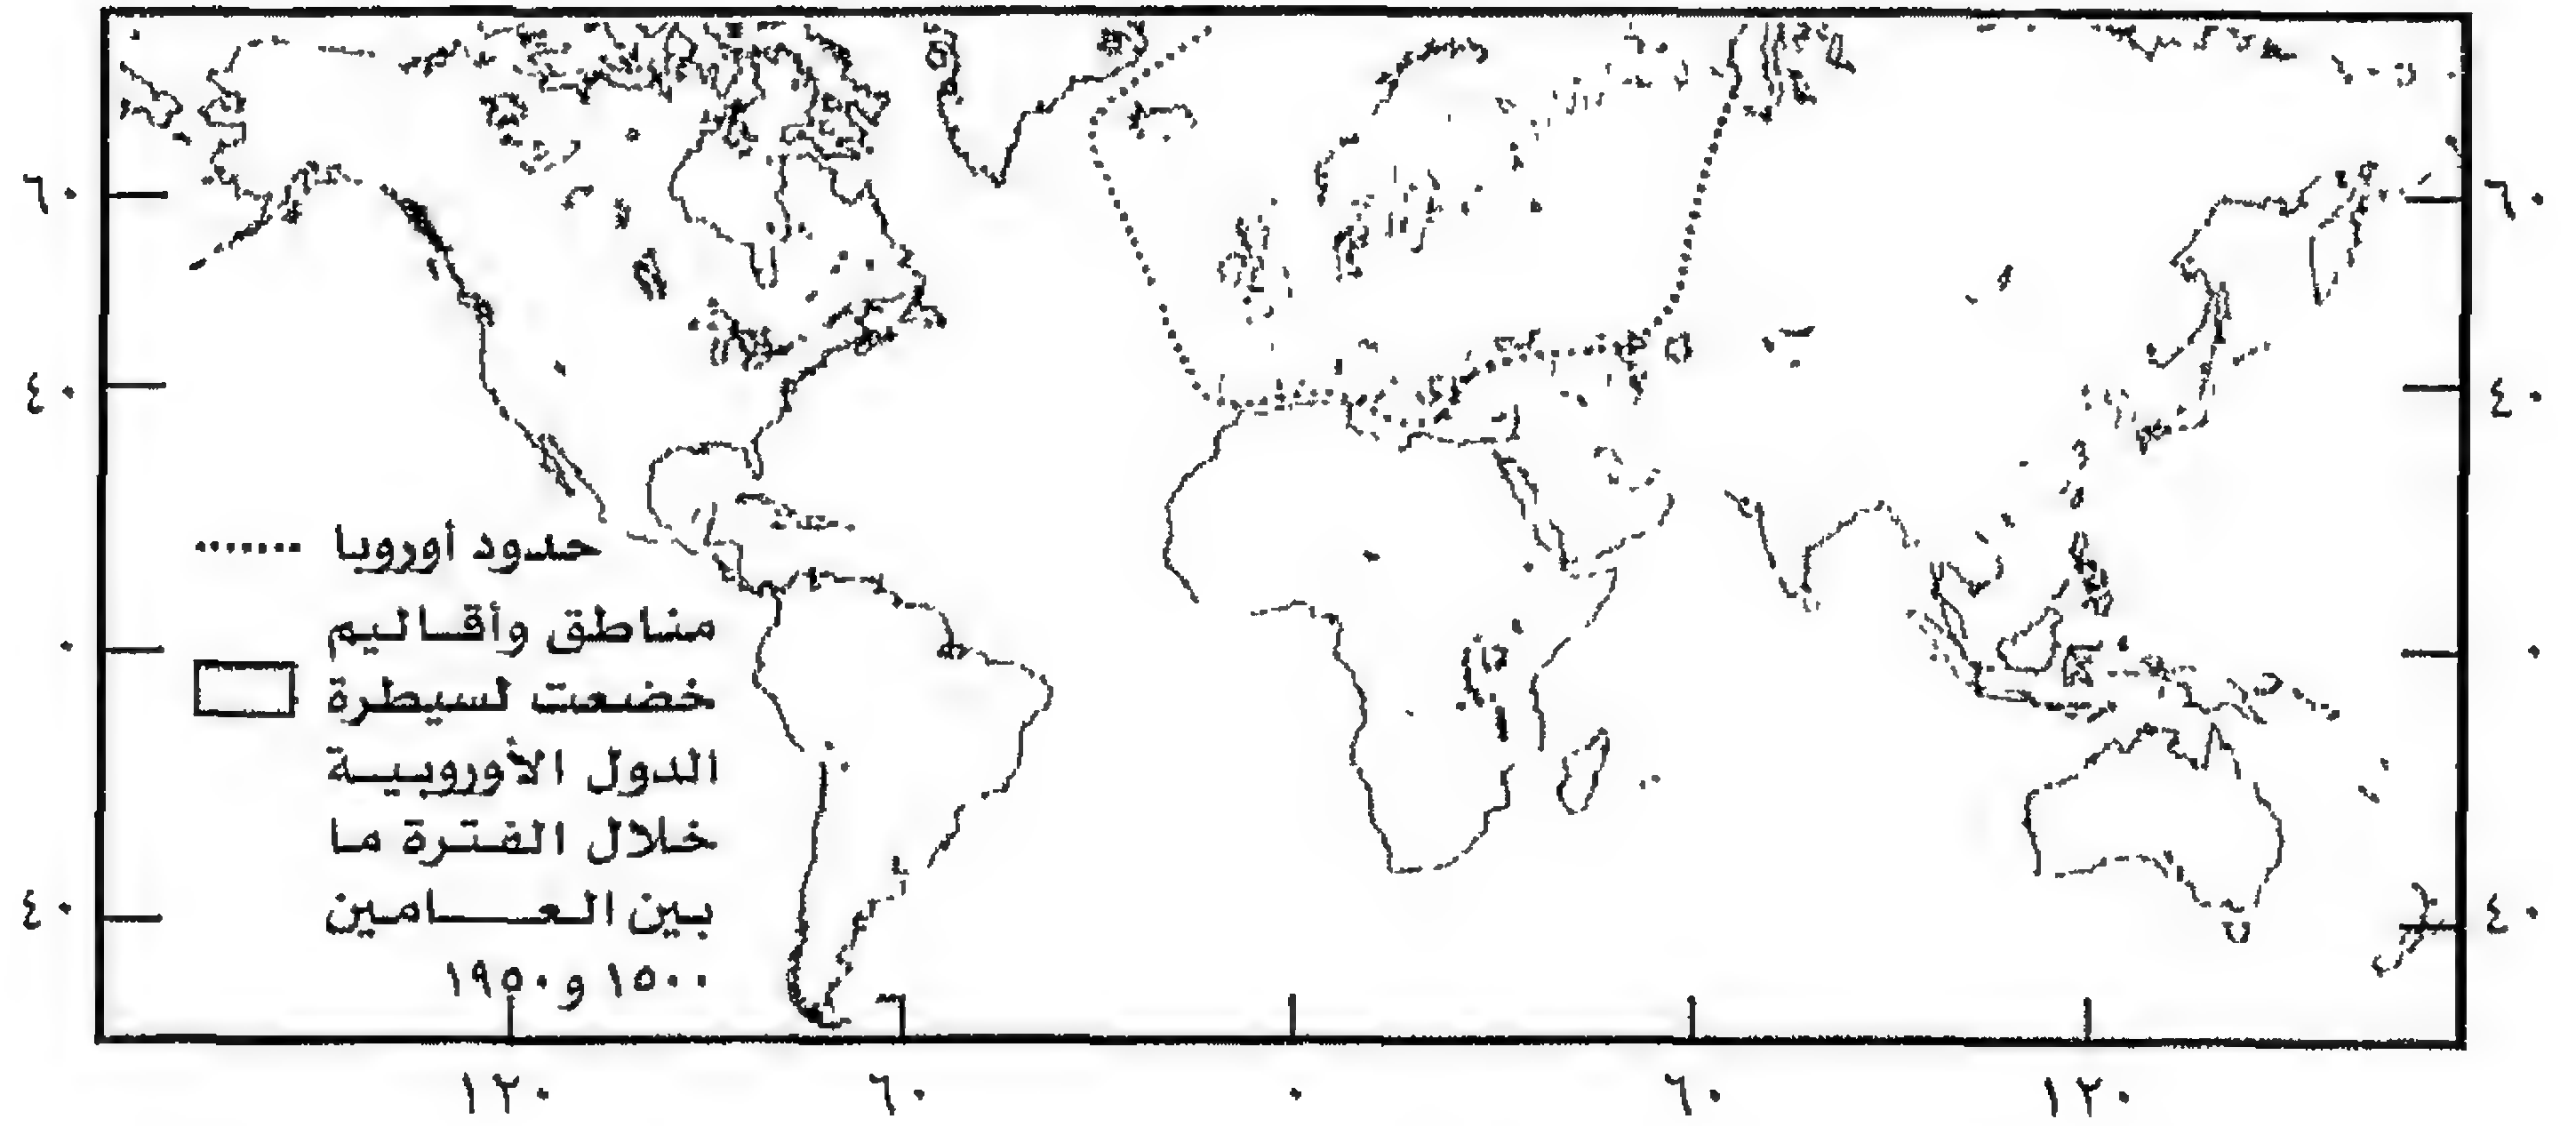 ٦٠
٦٠
٤٠
٤٠
حدود أوروبا
مناطق وأقاليم
٠
٠
خضعت لسيطرة
الدول الأوروبية
خلال الفترة ما
بين العامين
٤٠
٤٠
١٥٠٠ و١٩٥٠
١٢٠
٦٠
٠
٦٠
١٢٠